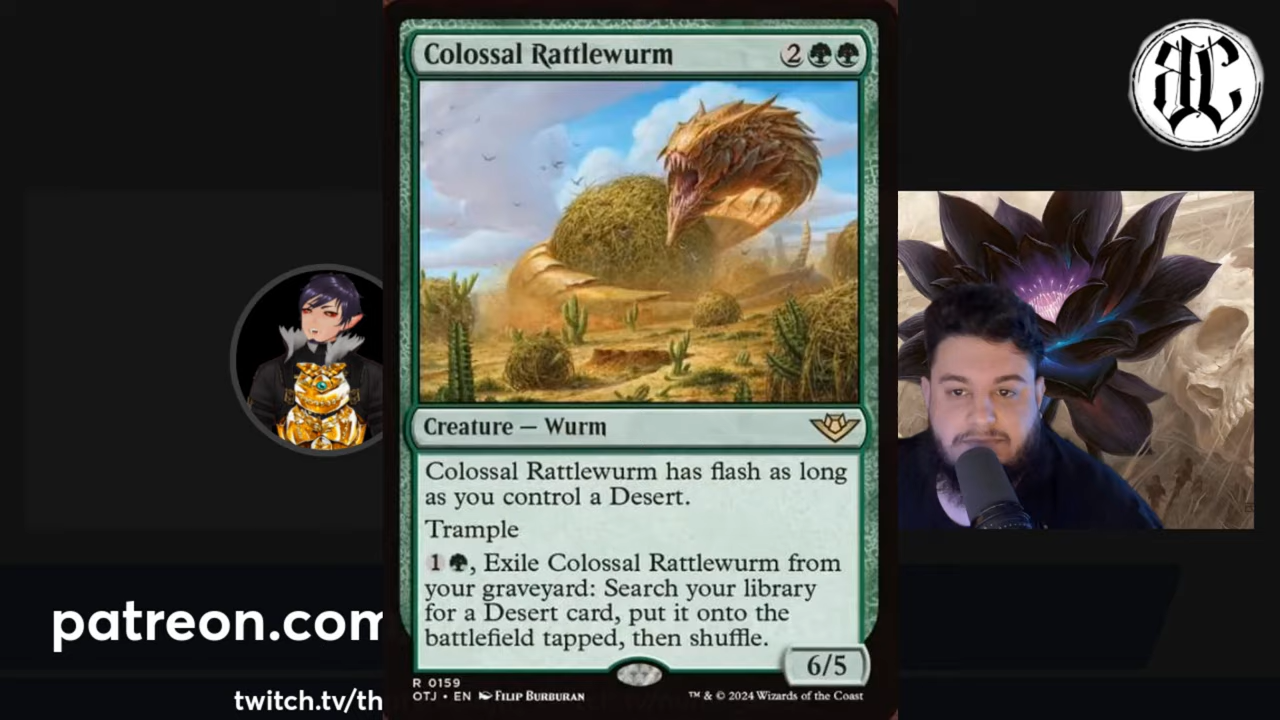 Colossal Rattlewurm 2
Creature — Wurm
Colossal Rattlewurm has flash as long
as you control a Desert.
Trample
1 , Exile Colossal Rattlewurm from
your graveyard: Search your library
for a Desert card, put it onto the
battlefield tapped, then shuffle.
6/5
R 0159
OTJ • EN FILIP BURBURAN
™ & © 2024 Wizards of the Coast
patreon.com
twitch.tv/th